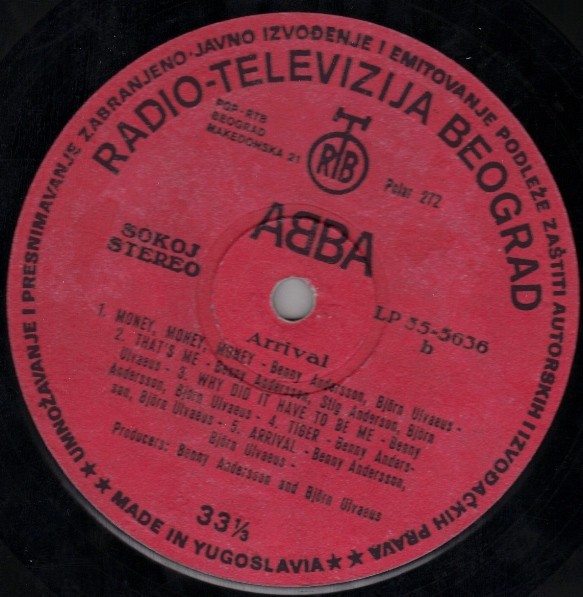 UMNOŽAVANJE I PRESNIMAVANJE ZABRANJENO·JAVNO IZVOĐENJE I EMITOVANJE PODLEŽE ZAŠTITI AUTORSKIH I IZVOĐAČKIH PRAVA
RADIO-TELEVIZIJA BEOGRAD
PGP-RTB
BEOGRAD
MAKEDONSKA 21
RTB
Polar 272
ABBA
SOKOJ
STEREO
LP 55-5636
b
Arrival
1. MONEY, MONEY, MONEY - Benny Andersson, Björn Ulvaeus -
2. THAT'S ME - Benny Andersson, Stig Anderson, Björn
Ulvaeus - 3. WHY DID IT HAVE TO BE ME - Benny
Andersson, Björn Ulvaeus - 4. TIGER - Benny Anders-
son, Björn Ulvaeus - 5. ARRIVAL - Benny Andersson,
Björn Ulvaeus -
Producers: Benny Andersson and Björn Ulvaeus
33 1/3
★★ MADE IN YUGOSLAVIA ★★